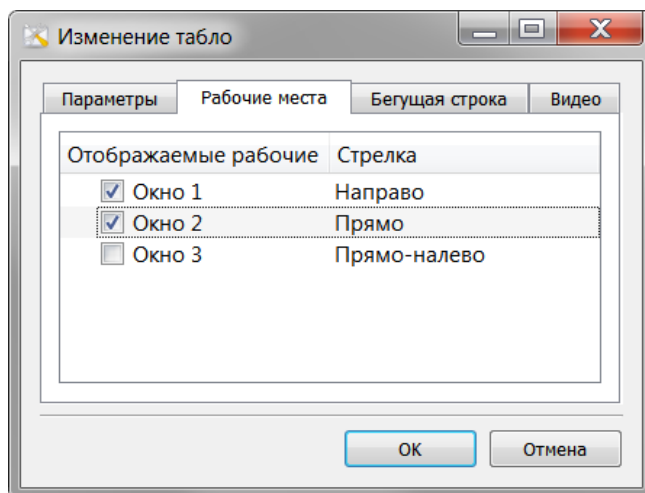 Изменение табло
Параметры Рабочие места Бегущая строка Видео
Отображаемые рабочие Стрелка
Окно 1 Направо
Окно 2 Прямо
Окно 3 Прямо-налево
OK Отмена